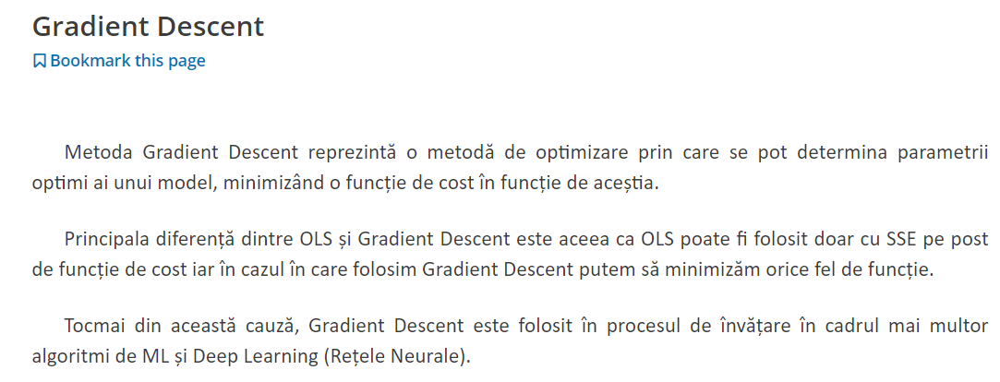 Gradient Descent
Bookmark this page
Metoda Gradient Descent reprezintă o metodă de optimizare prin care se pot determina parametrii
optimi ai unui model, minimizând o funcție de cost în funcție de aceștia.
Principala diferență dintre OLS și Gradient Descent este aceea ca OLS poate fi folosit doar cu SSE pe post
de funcție de cost iar în cazul în care folosim Gradient Descent putem să minimizăm orice fel de funcție.
Tocmai din această cauză, Gradient Descent este folosit în procesul de învățare în cadrul mai multor
algoritmi de ML și Deep Learning (Rețele Neurale).